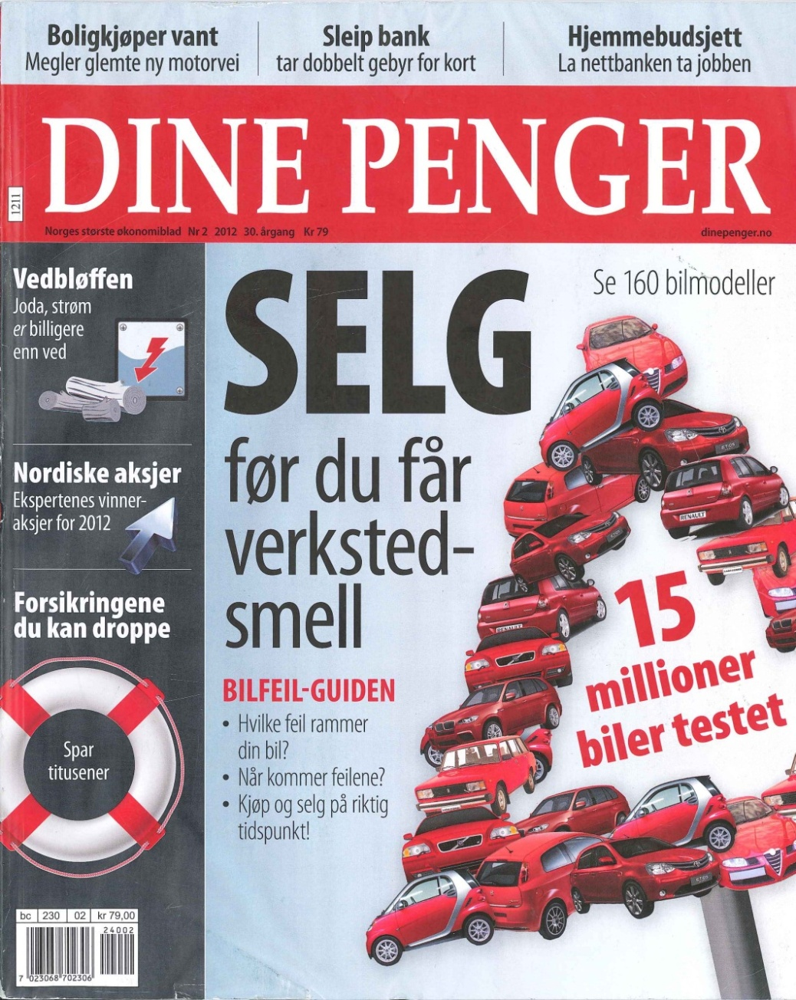 Boligkjøper vant
Megler glemte ny motorvei
Sleip bank
tar dobbelt gebyr for kort
Hjemmebudsjett
La nettbanken ta jobben
DINE PENGER
1211
Norges største økonomiblad Nr 2 2012 30. årgang Kr 79
dinepenger.no
Vedbløffen
Joda, strøm
er billigere
enn ved
Nordiske aksjer
Ekspertenes vinner-
aksjer for 2012
Forsikringene
du kan droppe
Spar
titusener
SELG
før du får
verksted-
smell
Se 160 bilmodeller
BILFEIL-GUIDEN
• Hvilke feil rammer
din bil?
• Når kommer feilene?
• Kjøp og selg på riktig
tidspunkt!
ETIOS
RENAULT
RENAULT
15
millioner
biler testet
ETIOS
bc 230 02 kr 79,00
24002
7 023068 702306